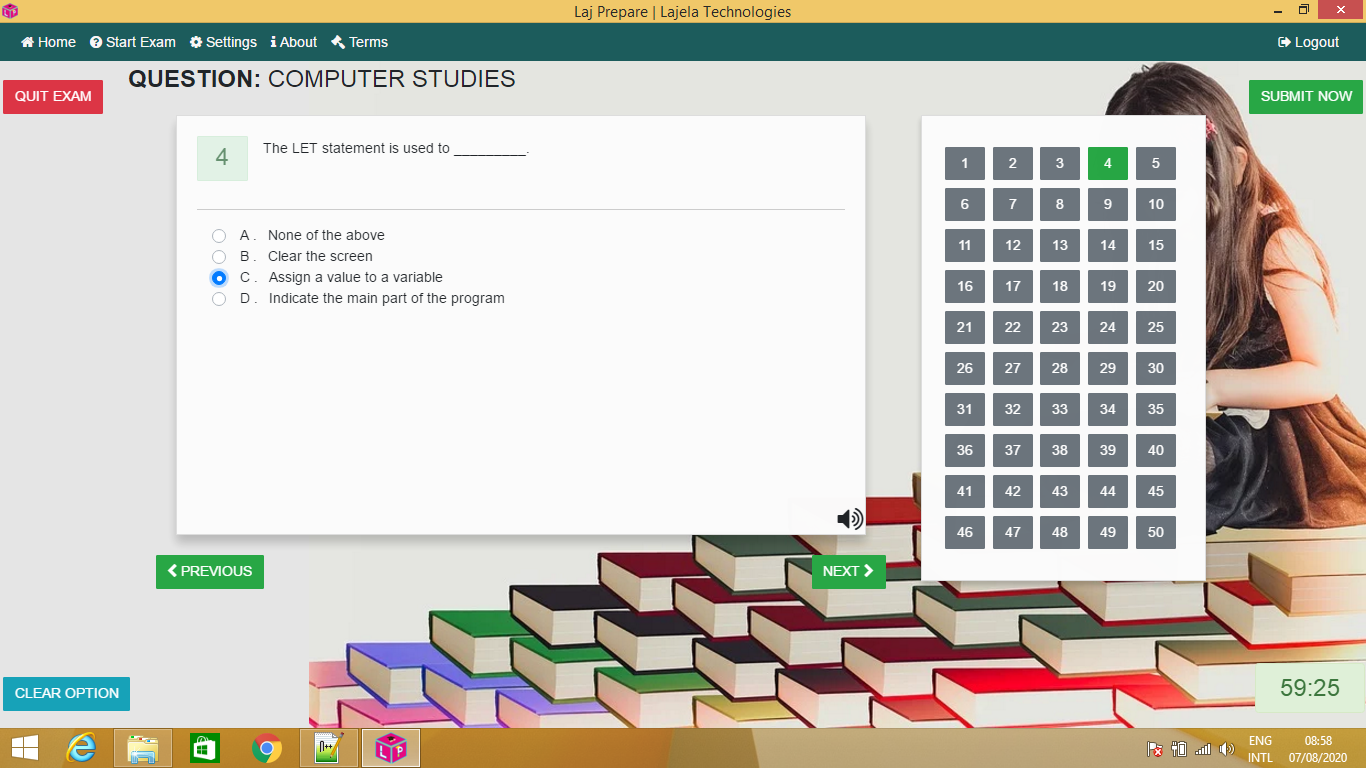 Laj Prepare | Lajela Technologies
Home Start Exam Settings About Terms Logout
QUESTION: COMPUTER STUDIES
QUIT EXAM
SUBMIT NOW
4 The LET statement is used to _________.
A . None of the above
B . Clear the screen
C . Assign a value to a variable
D . Indicate the main part of the program
1 2 3 4 5
6 7 8 9 10
11 12 13 14 15
16 17 18 19 20
21 22 23 24 25
26 27 28 29 30
31 32 33 34 35
36 37 38 39 40
41 42 43 44 45
46 47 48 49 50
PREVIOUS
NEXT
CLEAR OPTION
59:25
L P
ENG
INTL
08:58
07/08/2020